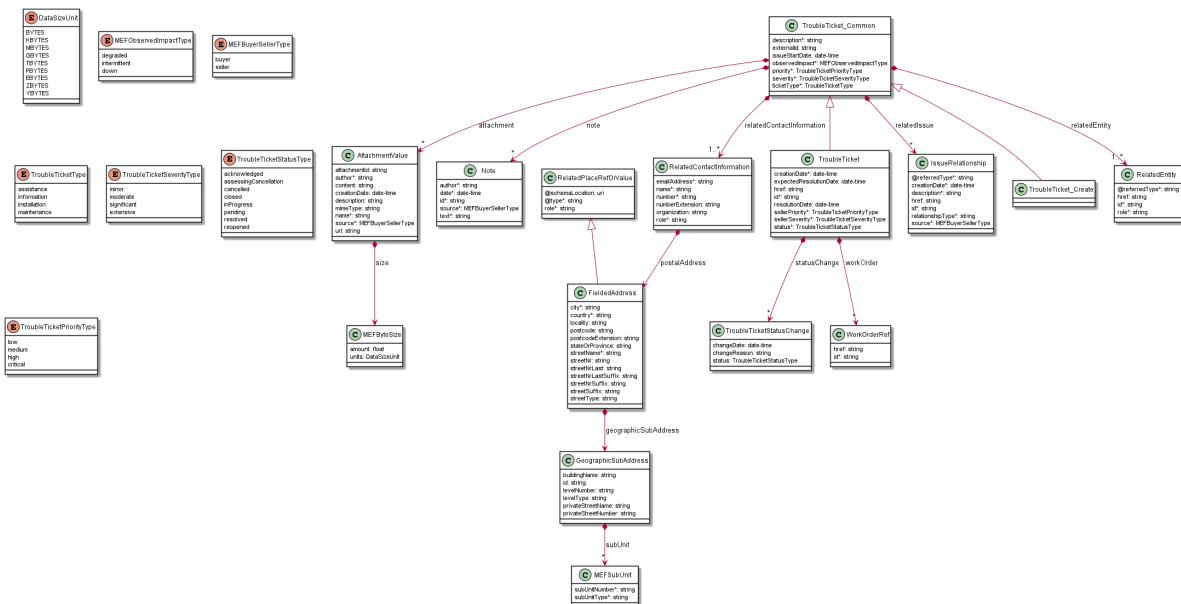 E DataSizeUnit
BYTES
KBYTES
MBYTES
GBYTES
TBYTES
PBYTES
EBYTES
ZBYTES
YBYTES
E MEFObservedImpactType
degraded
intermittent
down
E MEFBuyerSellerType
buyer
seller
C TroubleTicket_Common
description*: string
externalId: string
issueStartDate: date-time
observedImpact*: MEFObservedImpactType
priority*: TroubleTicketPriorityType
severity*: TroubleTicketSeverityType
ticketType*: TroubleTicketType
attachment
note
relatedContactInformation
relatedIssue
relatedEntity
*
*
1..*
*
1..*
E TroubleTicketType
assistance
information
installation
maintenance
E TroubleTicketSeverityType
minor
moderate
significant
extensive
E TroubleTicketStatusType
acknowledged
assessingCancellation
cancelled
closed
inProgress
pending
resolved
reopened
C AttachmentValue
attachmentId: string
author*: string
content: string
creationDate: date-time
description: string
mimeType: string
name*: string
source*: MEFBuyerSellerType
url: string
C Note
author*: string
date*: date-time
id*: string
source*: MEFBuyerSellerType
text*: string
C RelatedPlaceRefOrValue
@schemaLocation: uri
@type*: string
role*: string
C RelatedContactInformation
emailAddress*: string
name*: string
number*: string
numberExtension: string
organization: string
role*: string
C TroubleTicket
creationDate*: date-time
expectedResolutionDate: date-time
href: string
id*: string
resolutionDate: date-time
sellerPriority*: TroubleTicketPriorityType
sellerSeverity*: TroubleTicketSeverityType
status*: TroubleTicketStatusType
C IssueRelationship
@referredType*: string
creationDate*: date-time
description*: string
href: string
id*: string
relationshipType*: string
source*: MEFBuyerSellerType
C TroubleTicket_Create
C RelatedEntity
@referredType*: string
href: string
id*: string
role*: string
size
postalAddress
statusChange
workOrder
*
*
E TroubleTicketPriorityType
low
medium
high
critical
C MEFByteSize
amount: float
units: DataSizeUnit
C FieldedAddress
city*: string
country*: string
locality: string
postcode: string
postcodeExtension: string
stateOrProvince: string
streetName*: string
streetNr: string
streetNrLast: string
streetNrLastSuffix: string
streetNrSuffix: string
streetSuffix: string
streetType: string
C TroubleTicketStatusChange
changeDate: date-time
changeReason: string
status: TroubleTicketStatusType
C WorkOrderRef
href: string
id*: string
geographicSubAddress
C GeographicSubAddress
buildingName: string
id: string
levelNumber: string
levelType: string
privateStreetName: string
privateStreetNumber: string
subUnit
*
C MEFSubUnit
subUnitNumber*: string
subUnitType*: string